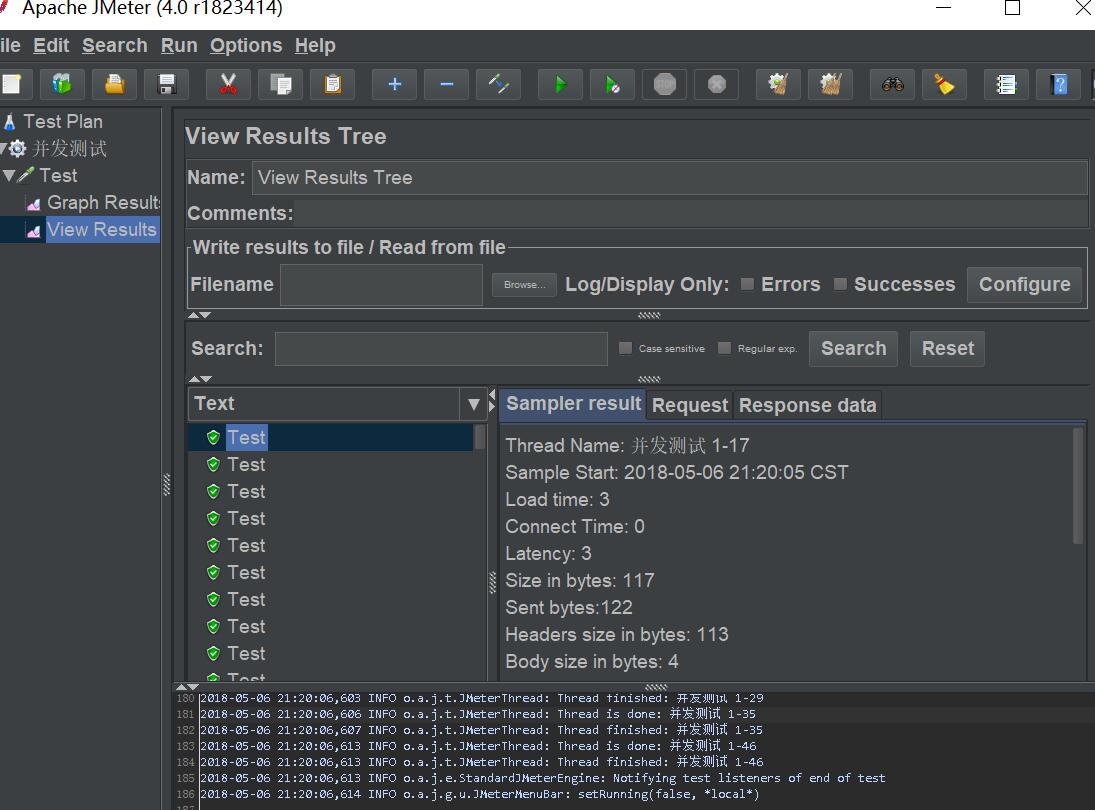 Apache JMeter (4.0 r1823414)
ile Edit Search Run Options Help
STOP
Test Plan
并发测试
Test
Graph Results
View Results
View Results Tree
Name: View Results Tree
Comments:
Write results to file / Read from file
Filename Browse... Log/Display Only: Errors Successes Configure
Search: Case sensitive Regular exp. Search Reset
Text
Test
Test
Test
Test
Test
Test
Test
Test
Test
Test
Sampler result Request Response data
Thread Name: 并发测试 1-17
Sample Start: 2018-05-06 21:20:05 CST
Load time: 3
Connect Time: 0
Latency: 3
Size in bytes: 117
Sent bytes:122
Headers size in bytes: 113
Body size in bytes: 4
180 2018-05-06 21:20:06,603 INFO o.a.j.t.JMeterThread: Thread finished: 并发测试 1-29
181 2018-05-06 21:20:06,606 INFO o.a.j.t.JMeterThread: Thread is done: 并发测试 1-35
182 2018-05-06 21:20:06,607 INFO o.a.j.t.JMeterThread: Thread finished: 并发测试 1-35
183 2018-05-06 21:20:06,613 INFO o.a.j.t.JMeterThread: Thread is done: 并发测试 1-46
184 2018-05-06 21:20:06,613 INFO o.a.j.t.JMeterThread: Thread finished: 并发测试 1-46
185 2018-05-06 21:20:06,613 INFO o.a.j.e.StandardJMeterEngine: Notifying test listeners of end of test
186 2018-05-06 21:20:06,614 INFO o.a.j.g.u.JMeterMenuBar: setRunning(false, *local*)
187